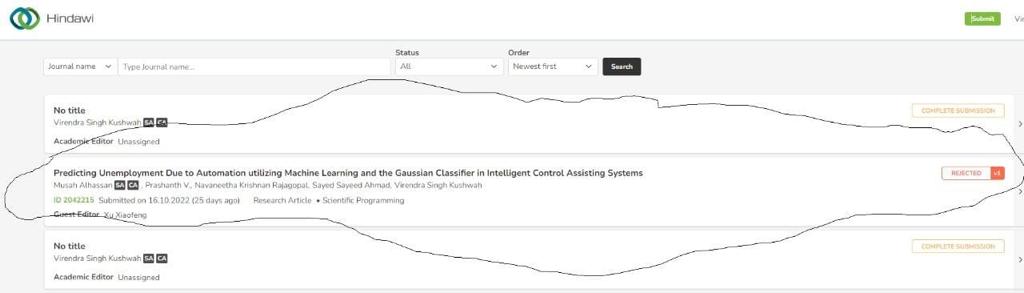 Hindawi
Submit Vir
Status Order
Journal name Type Journal name... All Newest first Search
No title COMPLETE SUBMISSION
Virendra Singh Kushwah SA CA
Academic Editor Unassigned
Predicting Unemployment Due to Automation utilizing Machine Learning and the Gaussian Classifier in Intelligent Control Assisting Systems REJECTED v1
Musah Alhassan SA CA , Prashanth V., Navaneetha Krishnan Rajagopal, Sayed Sayeed Ahmad, Virendra Singh Kushwah
ID 2042215 Submitted on 16.10.2022 (25 days ago) Research Article • Scientific Programming
Guest Editor Xu Xiaofeng
No title COMPLETE SUBMISSION
Virendra Singh Kushwah SA CA
Academic Editor Unassigned